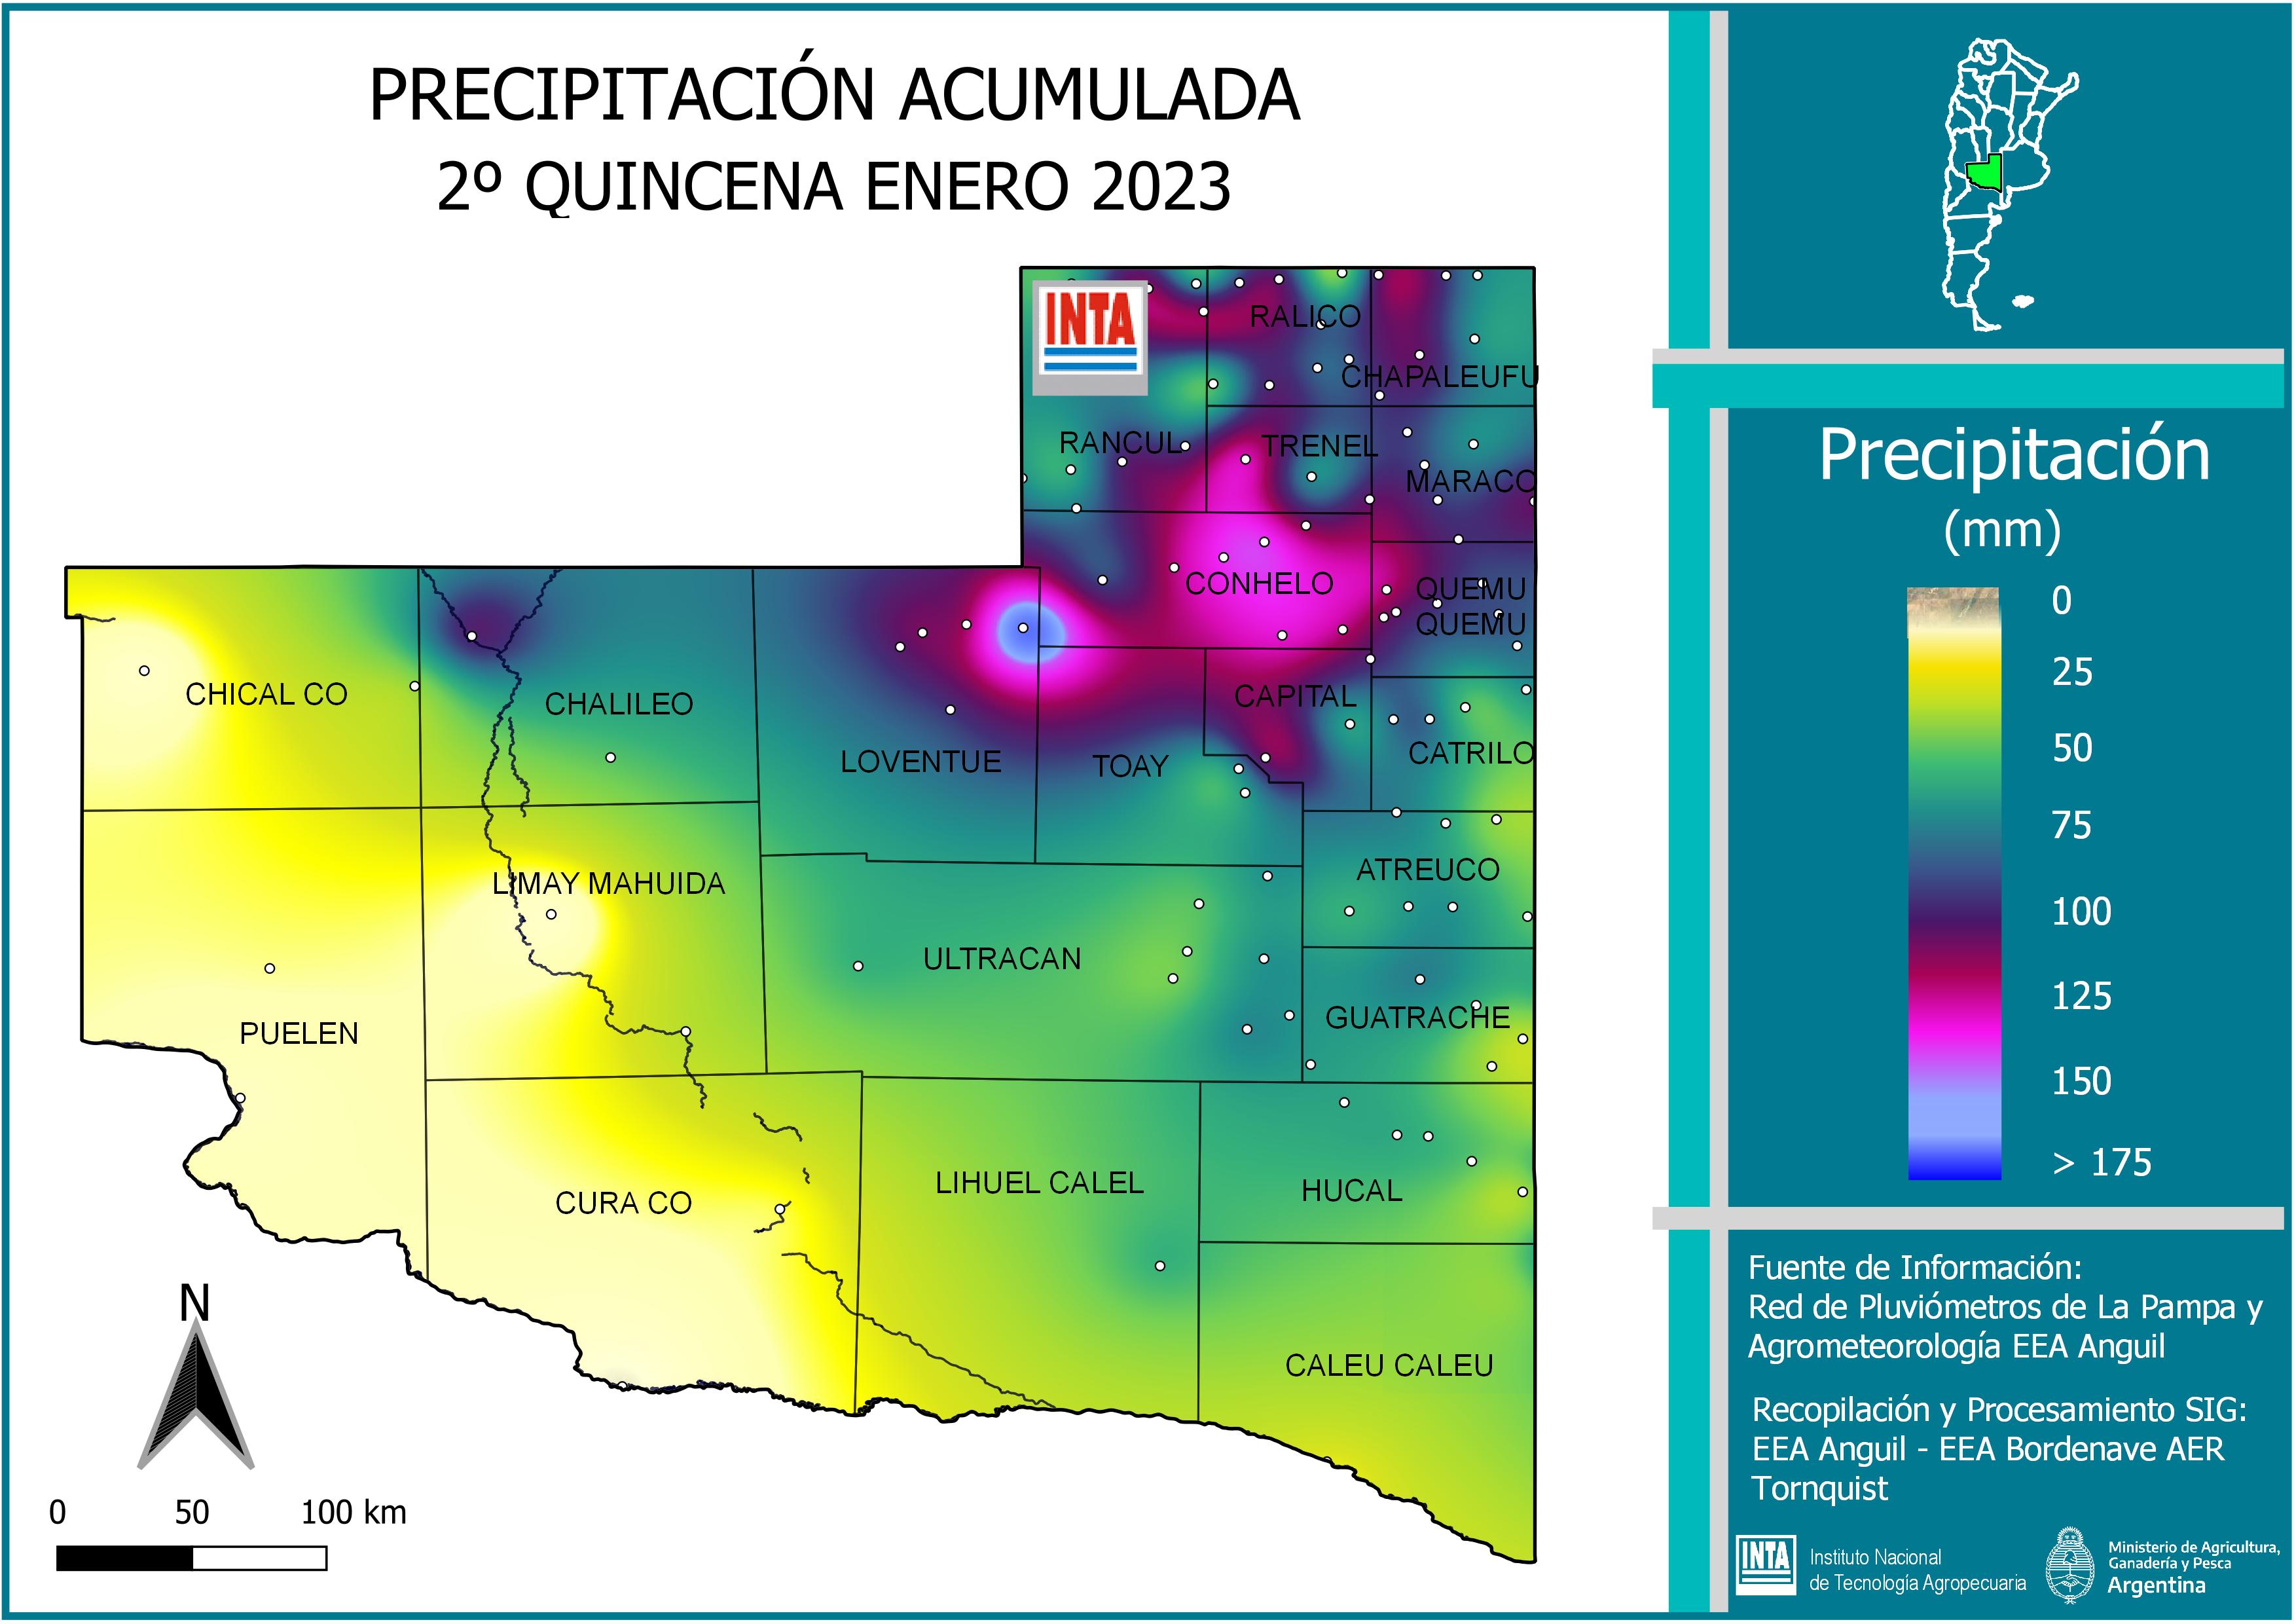 PRECIPITACIÓN ACUMULADA
2º QUINCENA ENERO 2023
INTA
RALICO
CHAPALEUFU
RANCUL
TRENEL
MARACO
CONHELO
QUEMU
QUEMU
CHICAL CO
CHALILEO
CAPITAL
LOVENTUE
TOAY
CATRILO
LIMAY MAHUIDA
ATREUCO
ULTRACAN
PUELEN
GUATRACHE
CURA CO
LIHUEL CALEL
HUCAL
CALEU CALEU
N
0 50 100 km
Precipitación
(mm)
0
25
50
75
100
125
150
> 175
Fuente de Información:
Red de Pluviómetros de La Pampa y
Agrometeorología EEA Anguil
Recopilación y Procesamiento SIG:
EEA Anguil - EEA Bordenave AER
Tornquist
INTA
Instituto Nacional
de Tecnología Agropecuaria
Ministerio de Agricultura,
Ganadería y Pesca
Argentina